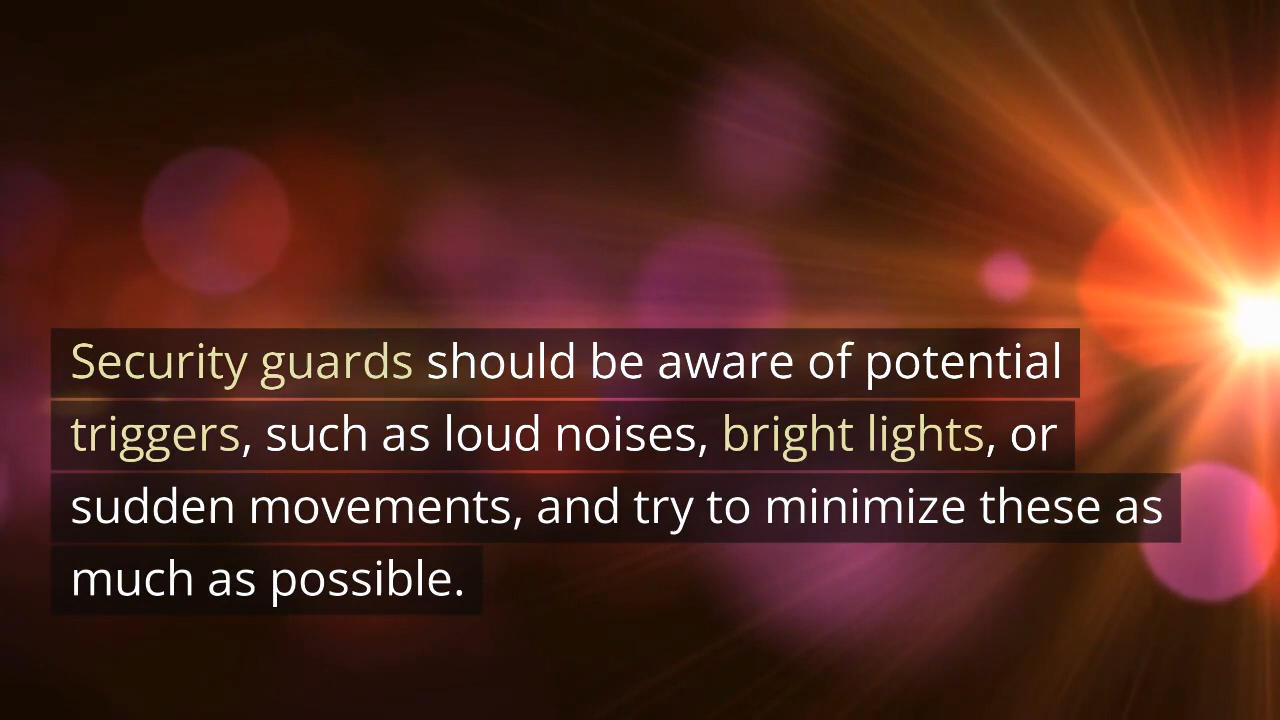 Security guards should be aware of potential
triggers, such as loud noises, bright lights, or
sudden movements, and try to minimize these as
much as possible.